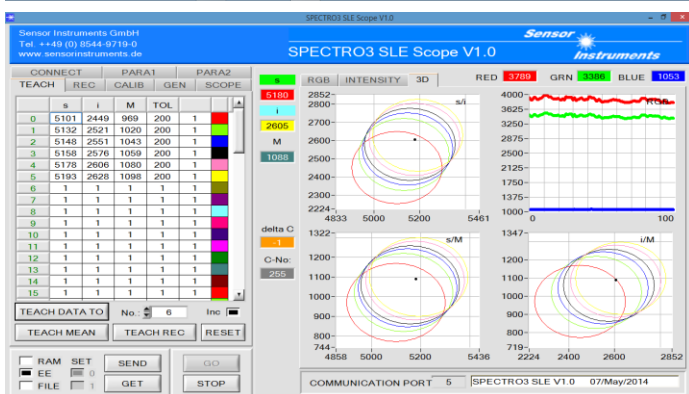 SPECTRO3 SLE Scope V1.0
Sensor Instruments GmbH
Tel. ++49 (0) 8544-9719-0
www.sensorinstruments.de
SPECTRO3 SLE Scope V1.0
Sensor
Instruments
CONNECT PARA1 PARA2
TEACH REC CALIB GEN SCOPE
s i M TOL
0 5101 2449 969 200 1
1 5132 2521 1020 200 1
2 5148 2551 1043 200 1
3 5158 2576 1059 200 1
4 5178 2606 1080 200 1
5 5193 2628 1098 200 1
6 1 1 1 1 1
7 1 1 1 1 1
8 1 1 1 1 1
9 1 1 1 1 1
10 1 1 1 1 1
11 1 1 1 1 1
12 1 1 1 1 1
13 1 1 1 1 1
14 1 1 1 1 1
15 1 1 1 1 1
TEACH DATA TO No.: 6 Inc
TEACH MEAN TEACH REC RESET
RAM SET SEND GO
EE 0
FILE 1 GET STOP
s
5180
i
2605
M
1088
delta C
-1
C-No:
255
RGB INTENSITY 3D RED 3789 GRN 3386 BLUE 1053
2852
2800
2700
2600
2500
2400
2300
2224
4833 5000 5200 5461
s/i
4000
3625
3250
2875
2500
2125
1750
1375
1000
0 100
RGB
1322
1200
1100
1000
900
800
744
4858 5000 5200 5436
s/M
1347
1200
1100
1000
900
800
719
2224 2400 2600 2852
i/M
COMMUNICATION PORT 5 SPECTRO3 SLE V1.0 07/May/2014